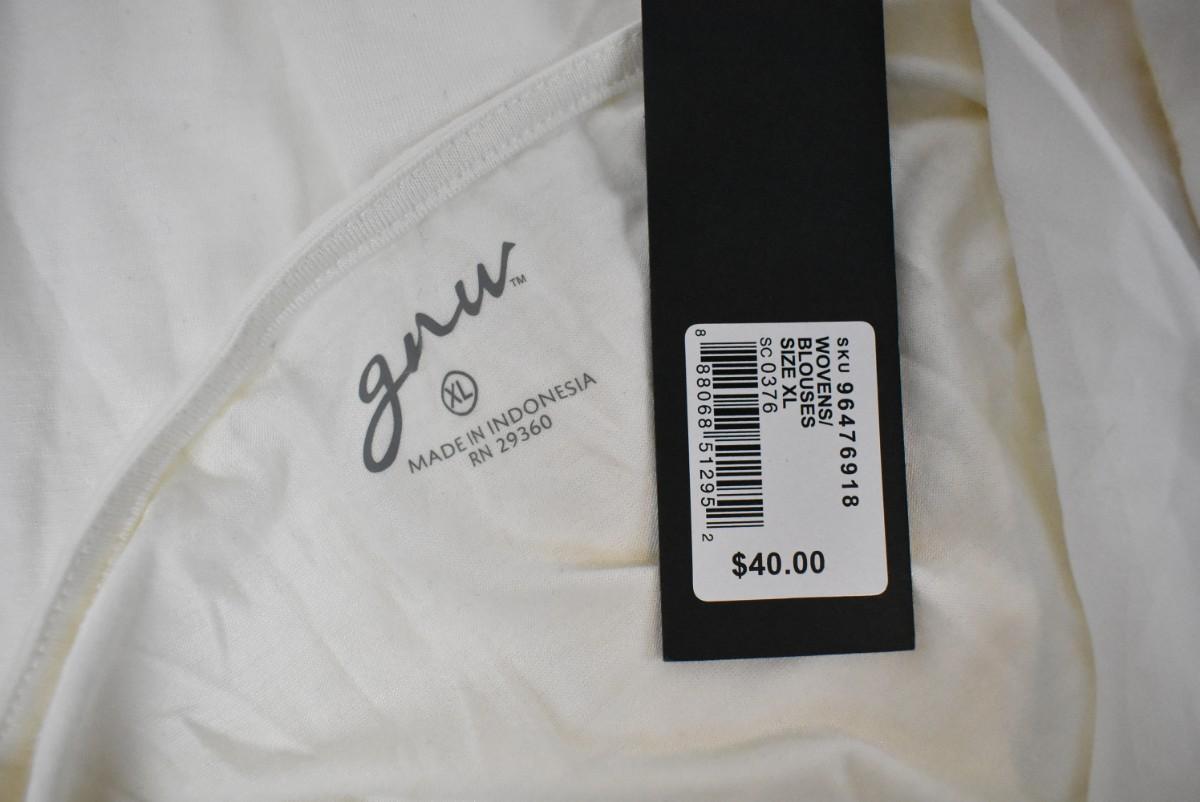 gnw™
XL
MADE IN INDONESIA
RN 29360
SKU 96476918
WOVENS/
BLOUSES
SIZE XL
SC 0376
8 88068 51295 2
$40.00